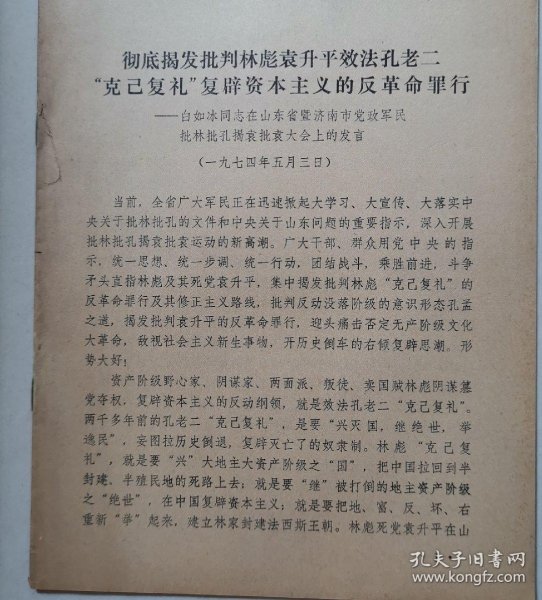 彻底揭发批判林彪袁升平效法孔老二
“克己复礼”复辟资本主义的反革命罪行
——白如冰同志在山东省暨济南市党政军民
批林批孔揭袁批袁大会上的发言
（一九七四年五月三日）
当前，全省广大军民正在迅速掀起大学习、大宣传、大落实中
央关于批林批孔的文件和中央关于山东问题的重要指示，深入开展
批林批孔揭袁批袁运动的新高潮。广大干部、群众用党中央的指
示，统一思想、统一步调、统一行动，团结战斗，乘胜前进，斗争
矛头直指林彪及其死党袁升平，集中揭发批判林彪“克己复礼”的
反革命罪行及其修正主义路线，批判反动没落阶级的意识形态孔孟
之道，揭发批判袁升平的反革命罪行，迎头痛击否定无产阶级文化
大革命，敌视社会主义新生事物，开历史倒车的右倾复辟思潮。形
势大好；
资产阶级野心家、阴谋家、两面派、叛徒、卖国贼林彪阴谋篡
党夺权，复辟资本主义的反动纲领，就是效法孔老二“克己复礼”。
两千多年前的孔老二“克己复礼”，是要“兴灭国，继绝世，举
逸民”，妄图拉历史倒退，复辟灭亡了的奴隶制。林彪“克己复
礼”，就是要“兴”大地主大资产阶级之“国”，把中国拉回到半
封建、半殖民地的死路上去；就是要“继”被打倒的地主资产阶级
之“绝世”，在中国复辟资本主义；就是要把地、富、反、坏、右
重新“举”起来，建立林家封建法西斯王朝。林彪死党袁升平在山
孔夫子旧书网
www.kongfz.com